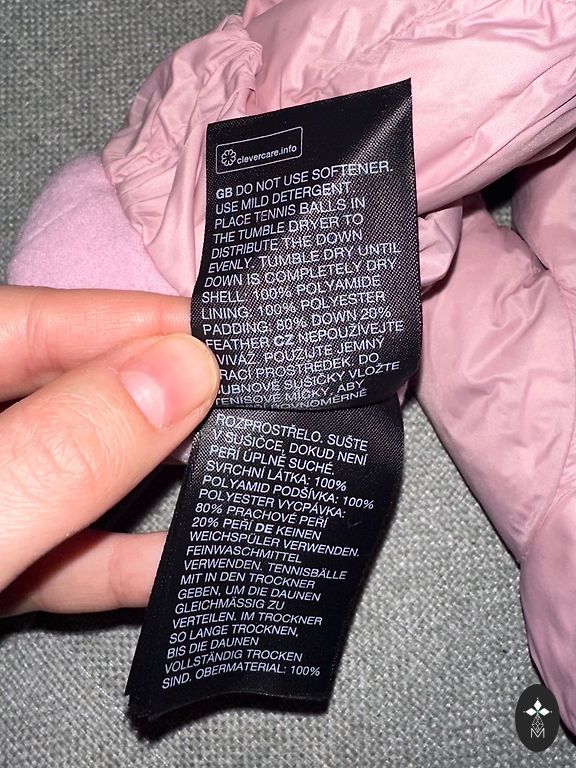 clevercare.info
GB DO NOT USE SOFTENER.
USE MILD DETERGENT.
PLACE TENNIS BALLS IN
THE TUMBLE DRYER TO
DISTRIBUTE THE DOWN
EVENLY. TUMBLE DRY UNTIL
DOWN IS COMPLETELY DRY
SHELL: 100% POLYAMIDE
LINING: 100% POLYESTER
PADDING: 80% DOWN 20%
FEATHER CZ NEPOUŽÍVEJTE
AVIVÁŽ. POUŽIJTE JEMNÝ
PRACÍ PROSTŘEDEK. DO
BUBNOVÉ SUŠIČKY VLOŽTE
TENISOVÉ MÍČKY, ABY
ROZPROSTŘELO. SUŠTE
V SUŠIČCE, DOKUD NENÍ
PEŘÍ ÚPLNĚ SUCHÉ.
SVRCHNÍ LÁTKA: 100%
POLYAMID PODŠÍVKA: 100%
POLYESTER VYCPÁVKA:
80% PRACHOVÉ PEŘÍ
20% PEŘÍ DE KEINEN
WEICHSPÜLER VERWENDEN.
FEINWASCHMITTEL
VERWENDEN. TENNISBÄLLE
MIT IN DEN TROCKNER
GEBEN, UM DIE DAUNEN
GLEICHMÄSSIG ZU
VERTEILEN. IM TROCKNER
SO LANGE TROCKNEN,
BIS DIE DAUNEN
VOLLSTÄNDIG TROCKEN
SIND. OBERMATERIAL: 100%
M